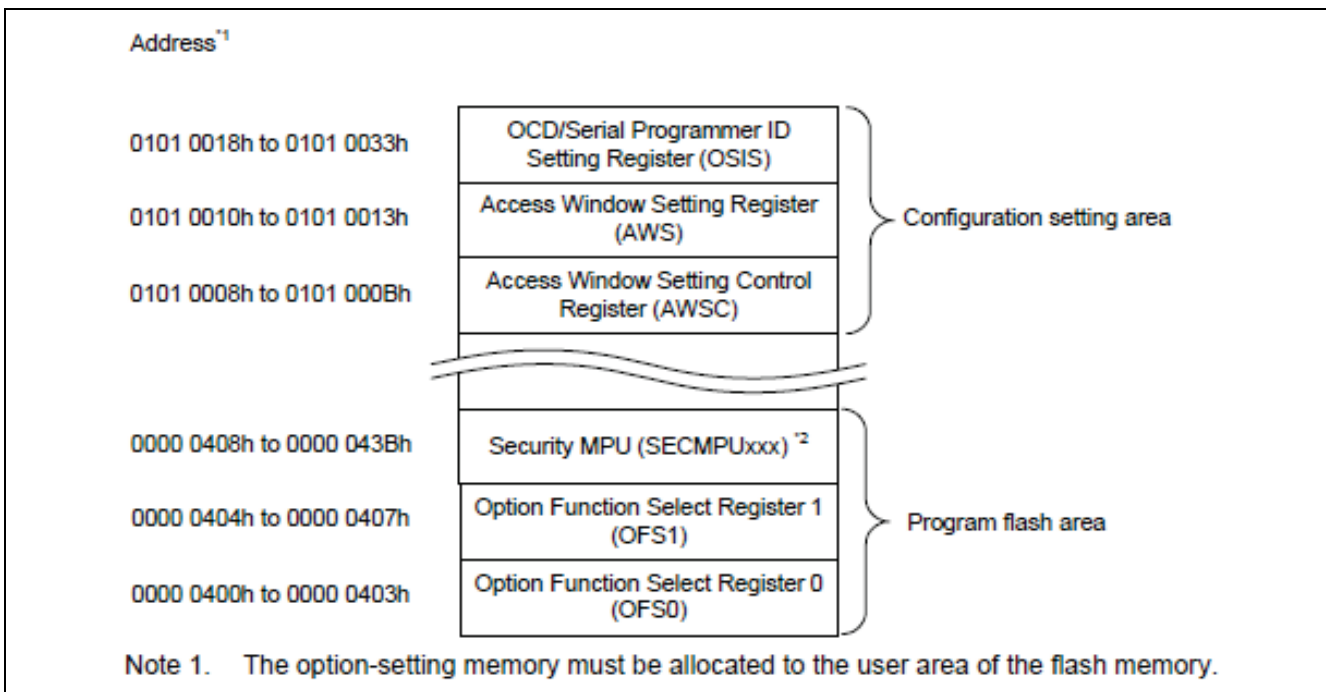 Address*1
0101 0018h to 0101 0033h
OCD/Serial Programmer ID
Setting Register (OSIS)
0101 0010h to 0101 0013h
Access Window Setting Register
(AWS)
Configuration setting area
0101 0008h to 0101 000Bh
Access Window Setting Control
Register (AWSC)
0000 0408h to 0000 043Bh
Security MPU (SECMPUxxx) *2
0000 0404h to 0000 0407h
Option Function Select Register 1
(OFS1)
Program flash area
0000 0400h to 0000 0403h
Option Function Select Register 0
(OFS0)
Note 1. The option-setting memory must be allocated to the user area of the flash memory.